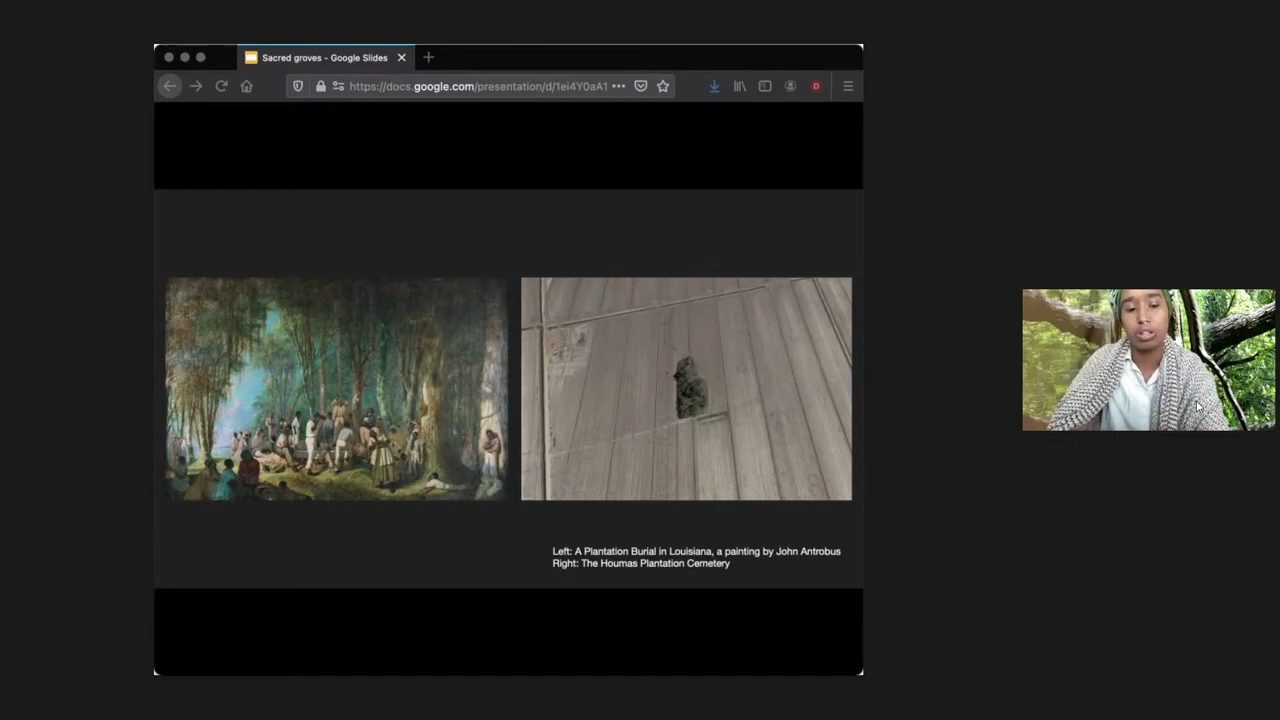 Sacred groves - Google Slides
https://docs.google.com/presentation/d/1ei4Y0aA1
D
Left: A Plantation Burial in Louisiana, a painting by John Antrobus
Right: The Houmas Plantation Cemetery